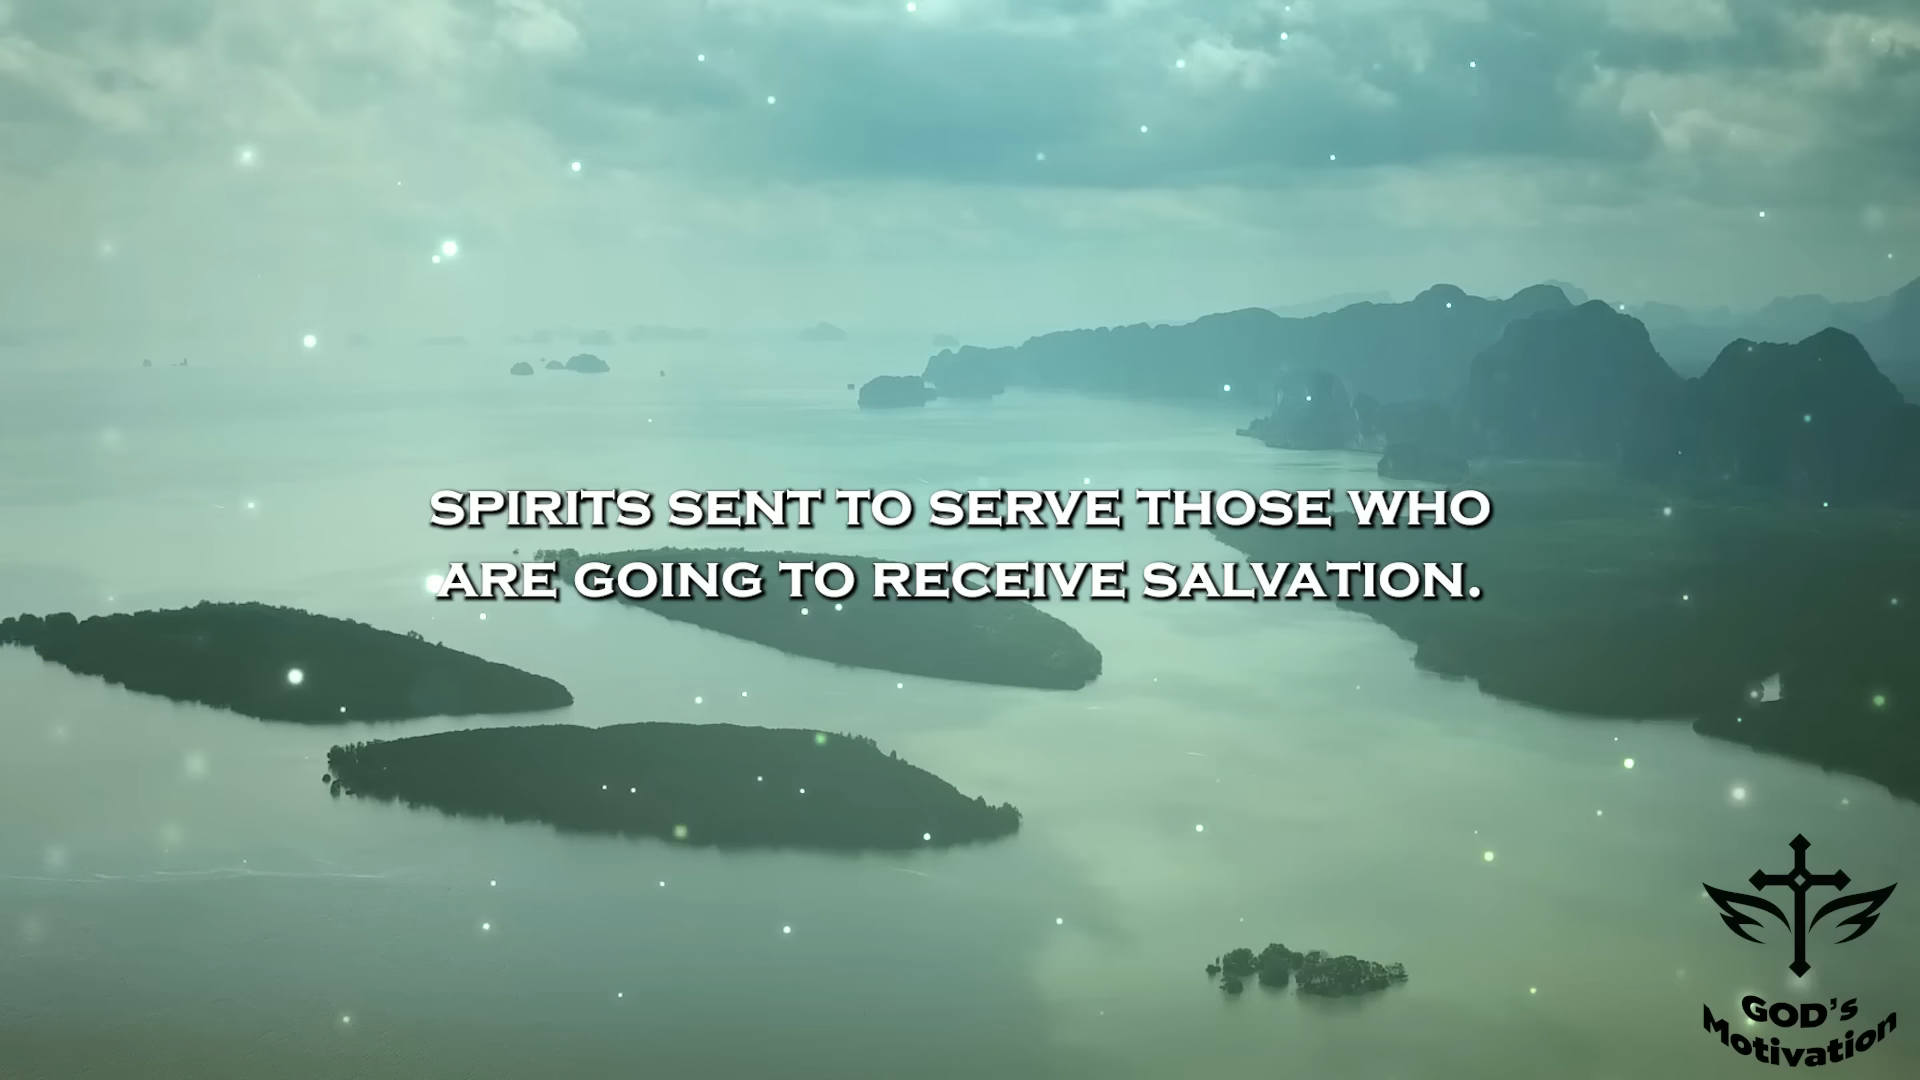 SPIRITS SENT TO SERVE THOSE WHO
ARE GOING TO RECEIVE SALVATION.
GOD'S
Motivation